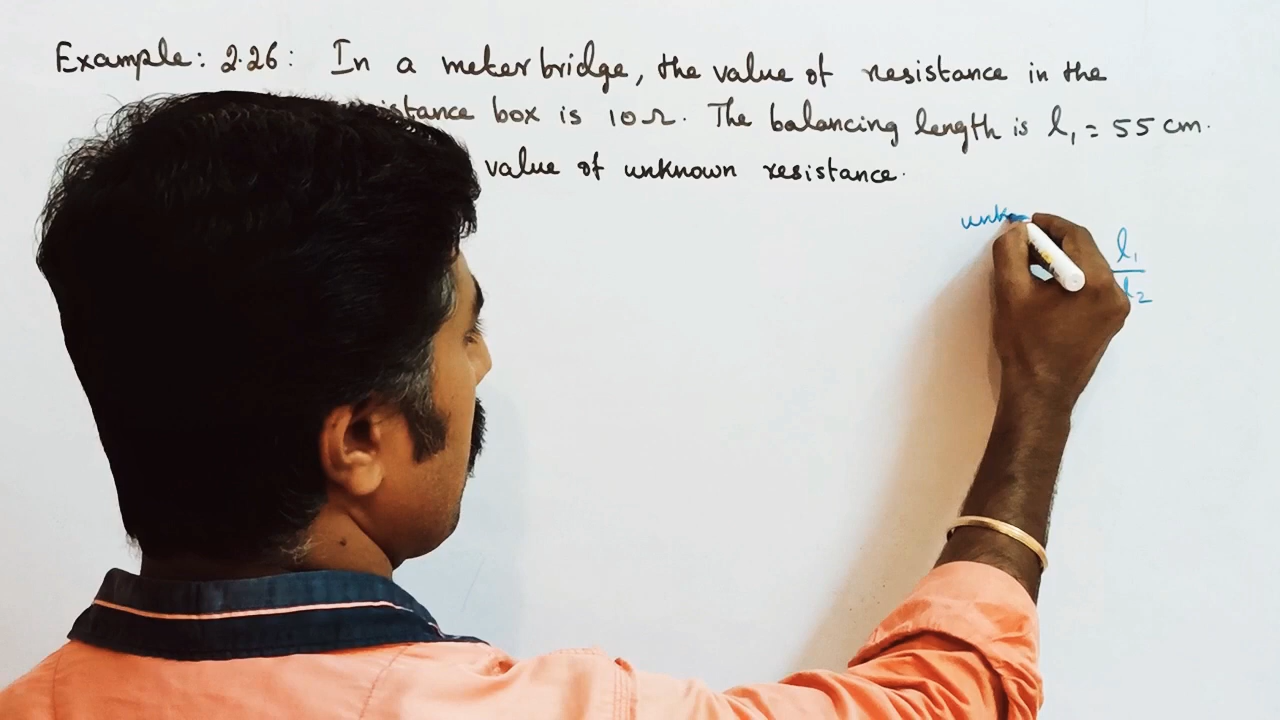 Example: 2.26: In a meter bridge, the value of resistance in the
box is 10Ω. The balancing length is l₁ = 55 cm.
value of unknown resistance.
l₁
l₂